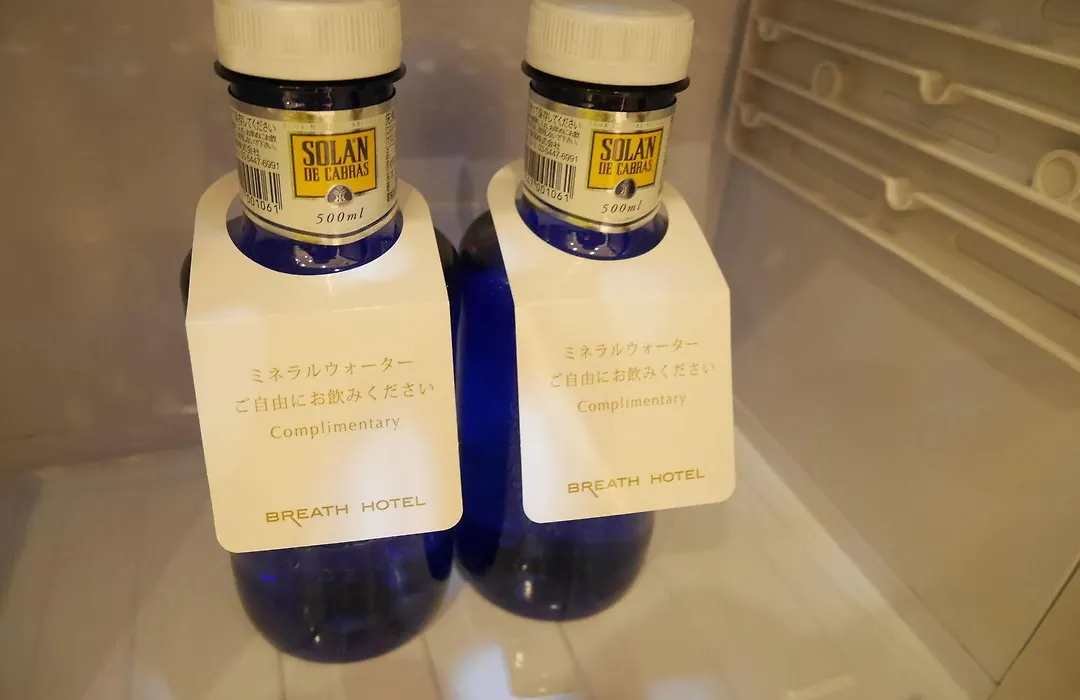 SOLÁN
DE CABRAS
500ml
ミネラルウォーター
ご自由にお飲みください
Complimentary
BREATH HOTEL
SOLÁN
DE CABRAS
500ml
ミネラルウォーター
ご自由にお飲みください
Complimentary
BREATH HOTEL